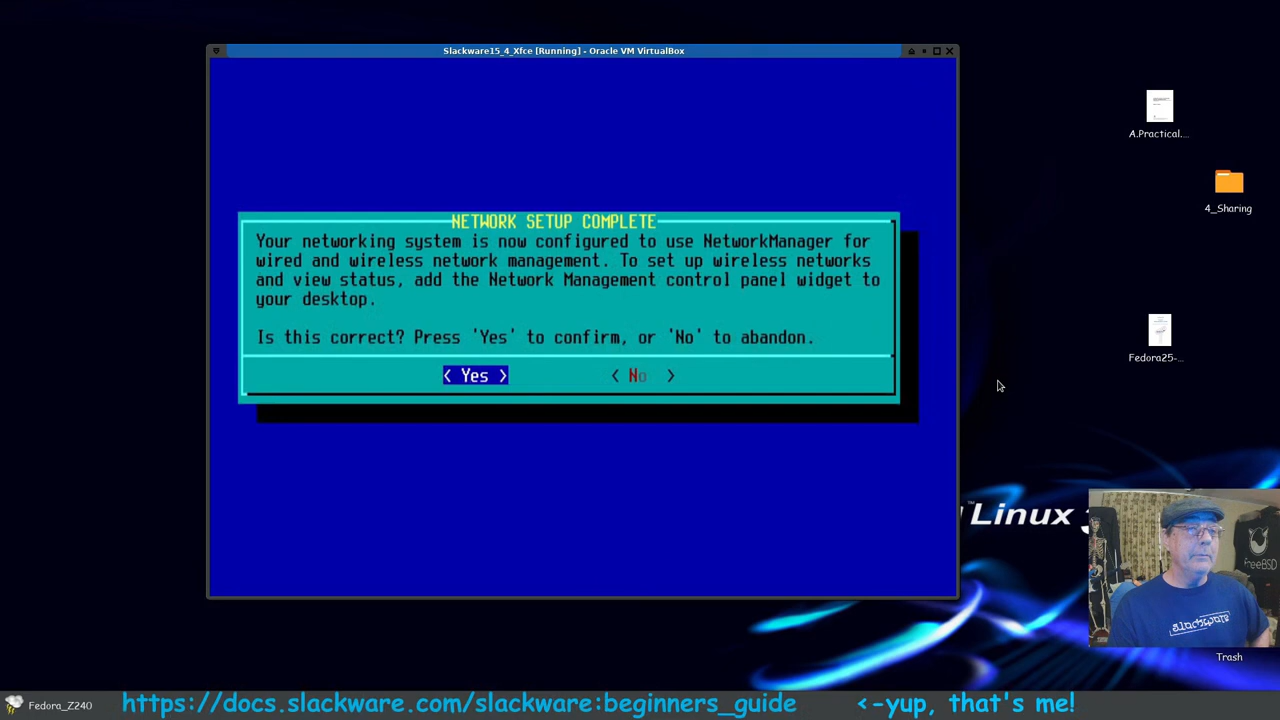 Slackware15_4_Xfce [Running] - Oracle VM VirtualBox
NETWORK SETUP COMPLETE
Your networking system is now configured to use NetworkManager for
wired and wireless network management. To set up wireless networks
and view status, add the Network Management control panel widget to
your desktop.
Is this correct? Press 'Yes' to confirm, or 'No' to abandon.
< Yes > < No >
A.Practical....
4_Sharing
Fedora25-...
™Linux
FreeBSD
slackware
Trash
Fedora_Z240
https://docs.slackware.com/slackware:beginners_guide <-yup, that's me!